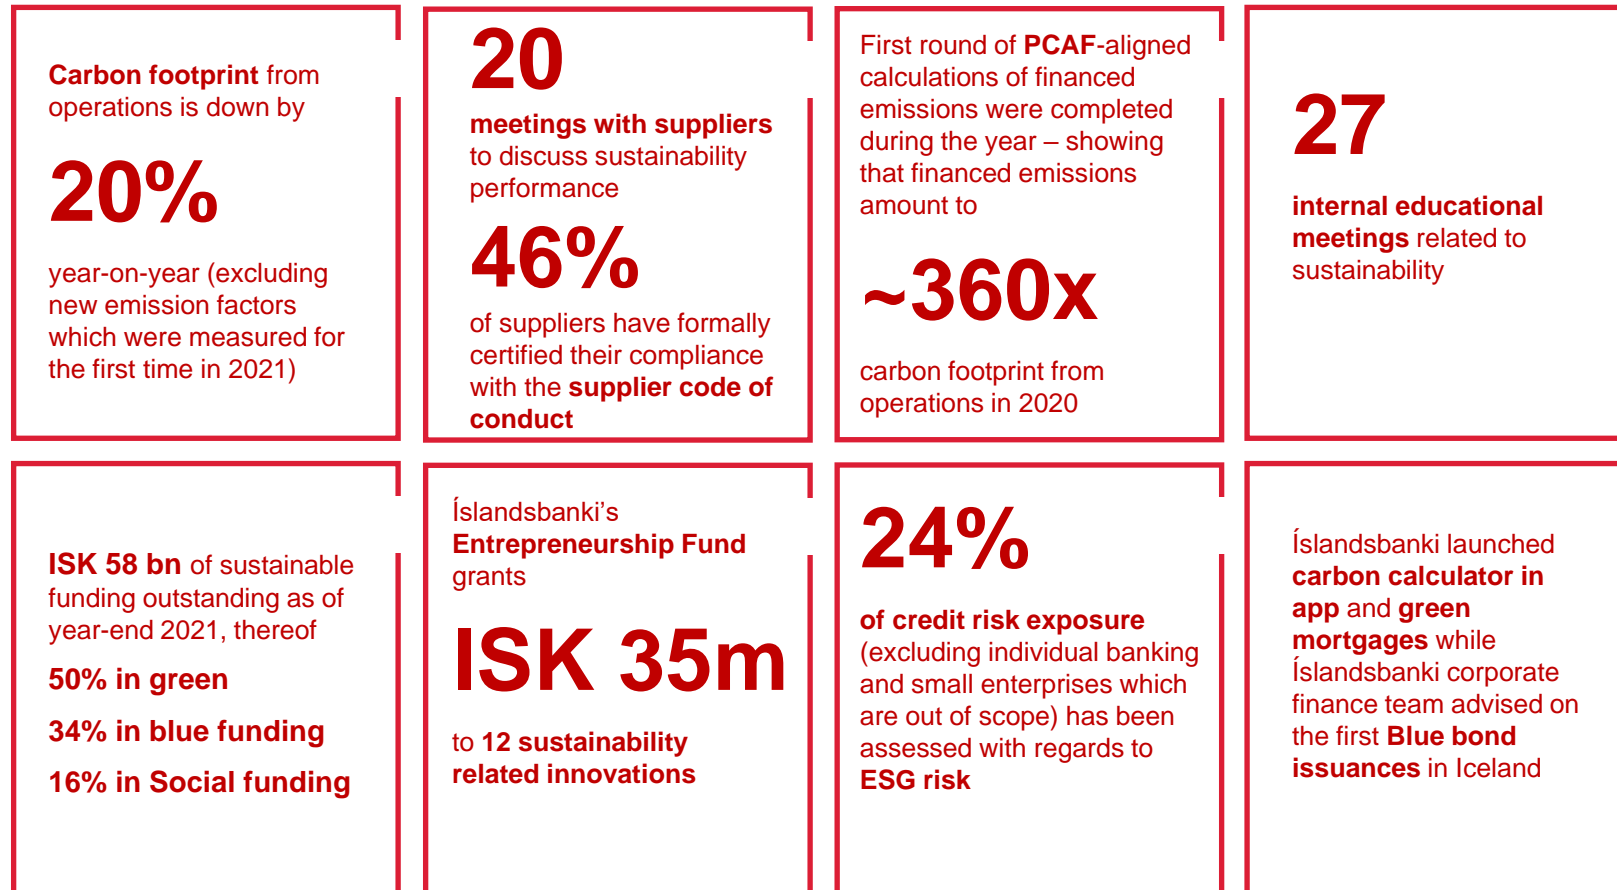 Carbon footprint from
operations is down by
20%
year-on-year (excluding
new emission factors
which were measured for
the first time in 2021)
20
meetings with suppliers
to discuss sustainability
performance
46%
of suppliers have formally
certified their compliance
with the supplier code of
conduct
First round of PCAF-aligned
calculations of financed
emissions were completed
during the year – showing
that financed emissions
amount to
~360x
carbon footprint from
operations in 2020
27
internal educational
meetings related to
sustainability
ISK 58 bn of sustainable
funding outstanding as of
year-end 2021, thereof
50% in green
34% in blue funding
16% in Social funding
Íslandsbanki’s
Entrepreneurship Fund
grants
ISK 35m
to 12 sustainability
related innovations
24%
of credit risk exposure
(excluding individual banking
and small enterprises which
are out of scope) has been
assessed with regards to
ESG risk
Íslandsbanki launched
carbon calculator in
app and green
mortgages while
Íslandsbanki corporate
finance team advised on
the first Blue bond
issuances in Iceland